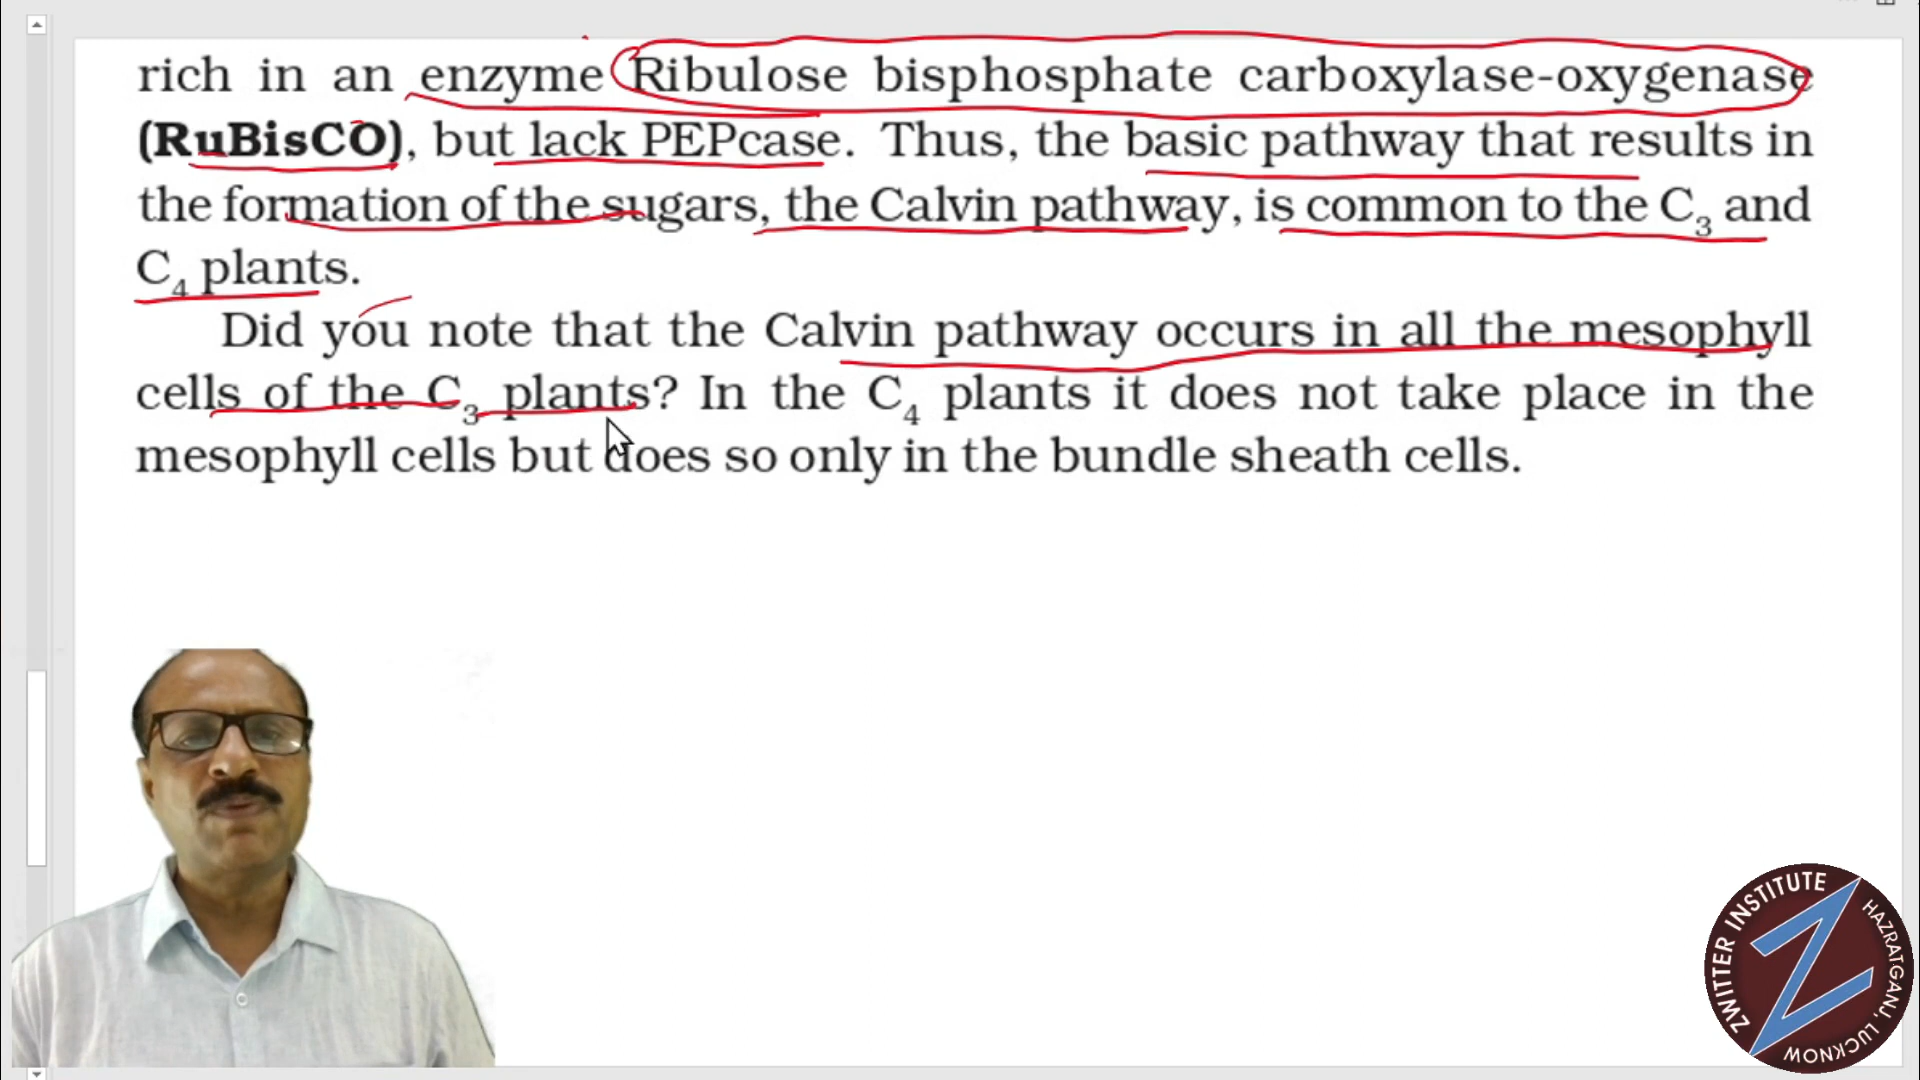 rich in an enzyme Ribulose bisphosphate carboxylase-oxygenase
(RuBisCO), but lack PEPcase. Thus, the basic pathway that results in
the formation of the sugars, the Calvin pathway, is common to the C₃ and
C₄ plants.
Did you note that the Calvin pathway occurs in all the mesophyll
cells of the C₃ plants? In the C₄ plants it does not take place in the
mesophyll cells but does so only in the bundle sheath cells.
ZWITTER INSTITUTE
HAZRATGANJ, LUCKNOW
Z